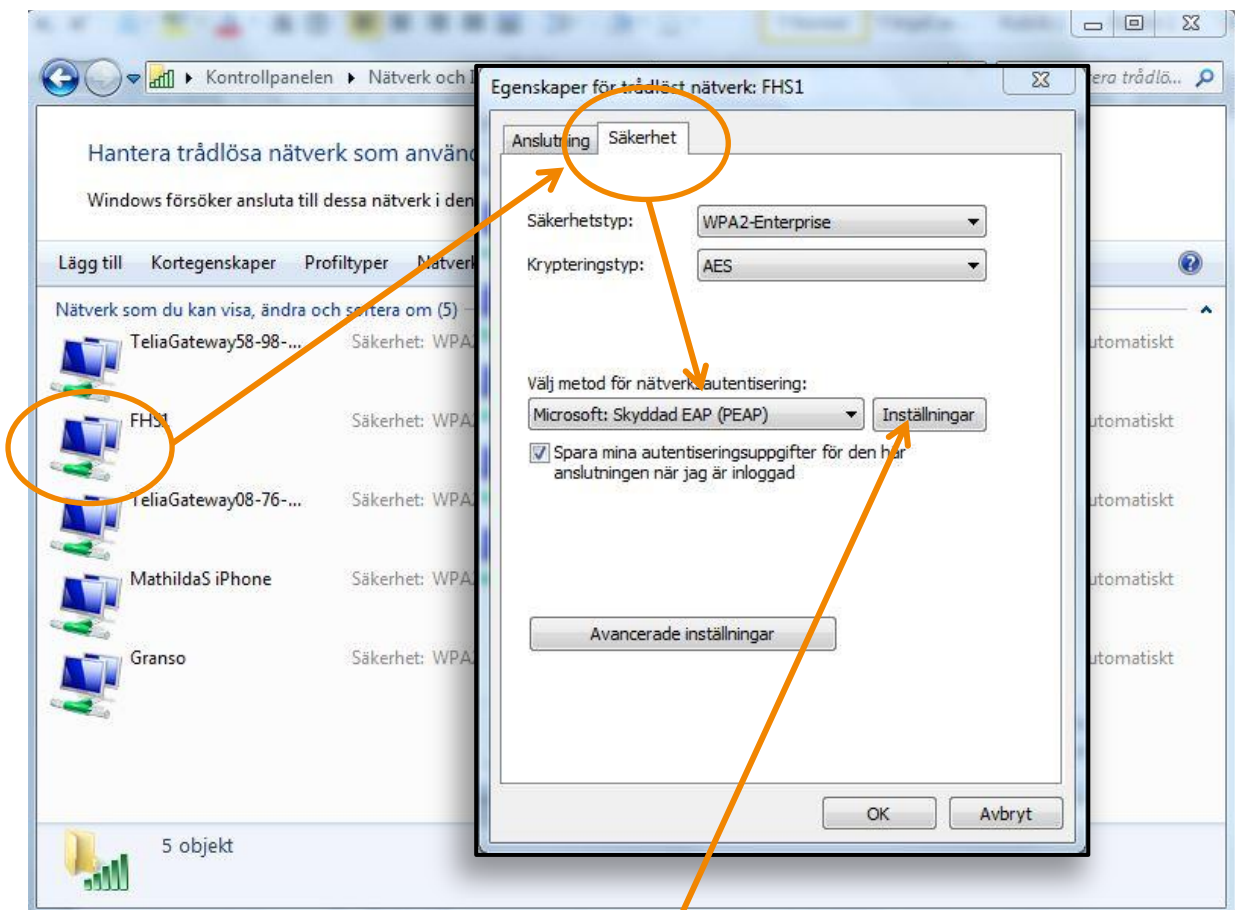 Kontrollpanelen ▸ Nätverk och
era trådlö...
Hantera trådlösa nätverk som använd
Windows försöker ansluta till dessa nätverk i den
Lägg till Kortegenskaper Profiltyper Nätverk
Nätverk som du kan visa, ändra och sortera om (5)
TeliaGateway58-98-... Säkerhet: WPA utomatiskt
FHS1 Säkerhet: WPA utomatiskt
TeliaGateway08-76-... Säkerhet: WPA2 utomatiskt
MathildaS iPhone Säkerhet: WPA2 utomatiskt
Granso Säkerhet: WPA utomatiskt
5 objekt
Egenskaper för trådlöst nätverk: FHS1
Anslutning Säkerhet
Säkerhetstyp: WPA2-Enterprise
Krypteringstyp: AES
Välj metod för nätverksautentisering:
Microsoft: Skyddad EAP (PEAP) Inställningar
Spara mina autentiseringsuppgifter för den här
anslutningen när jag är inloggad
Avancerade inställningar
OK Avbryt